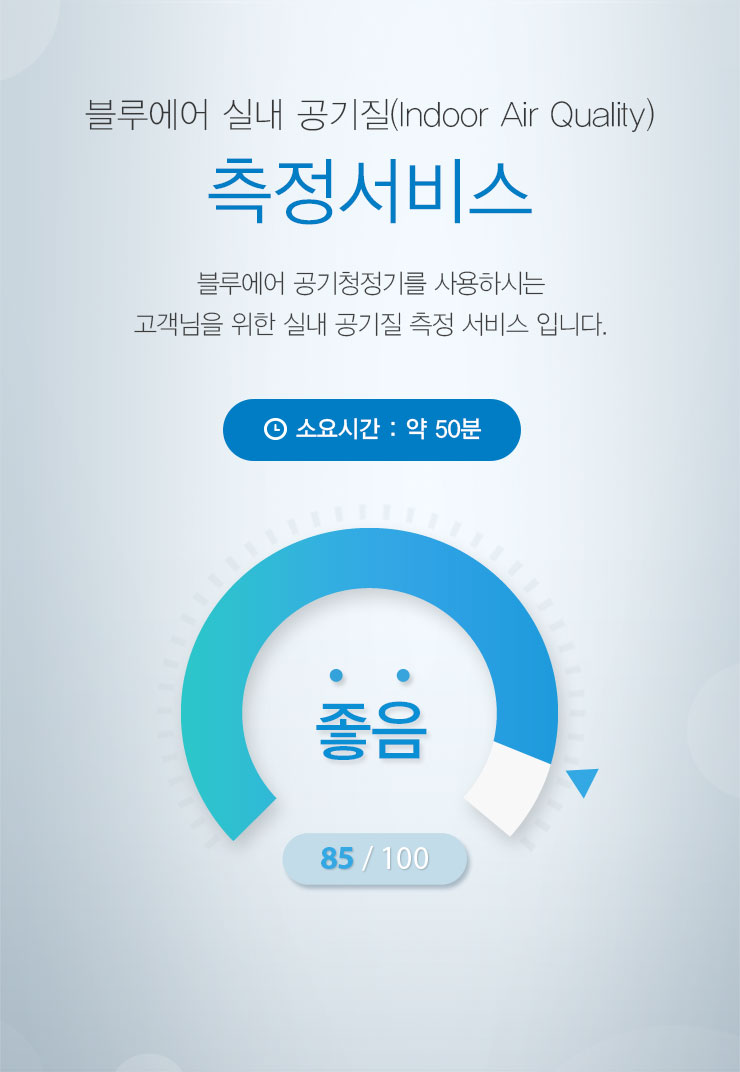 블루에어 실내 공기질(Indoor Air Quality)
측정서비스
블루에어 공기청정기를 사용하시는
고객님을 위한 실내 공기질 측정 서비스 입니다.
소요시간 : 약 50분
좋음
85 / 100